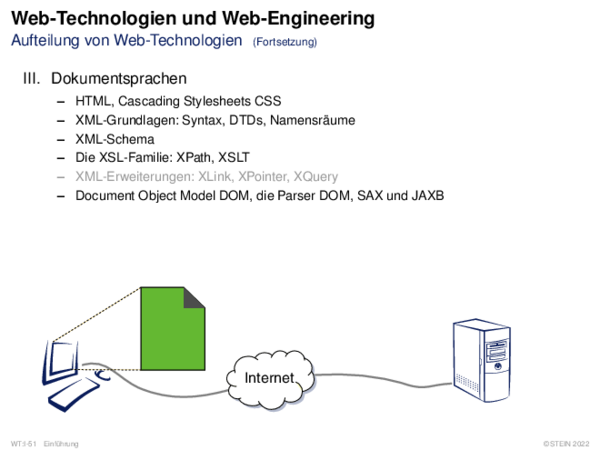 Web-Technologien und Web-Engineering
Aufteilung von Web-Technologien (Fortsetzung)
III. Dokumentsprachen
– HTML, Cascading Stylesheets CSS
– XML-Grundlagen: Syntax, DTDs, Namensräume
– XML-Schema
– Die XSL-Familie: XPath, XSLT
– XML-Erweiterungen: XLink, XPointer, XQuery
– Document Object Model DOM, die Parser DOM, SAX und JAXB
Internet
WT:I-51 Einführung ©STEIN 2022